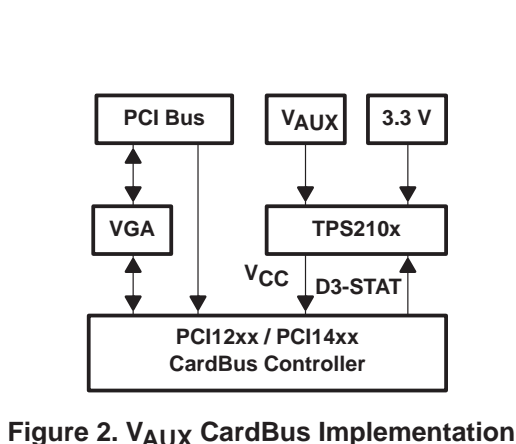 PCI Bus
VAUX
3.3 V
VGA
TPS210x
VCC
D3-STAT
PCI12xx / PCI14xx
CardBus Controller
Figure 2. VAUX CardBus Implementation